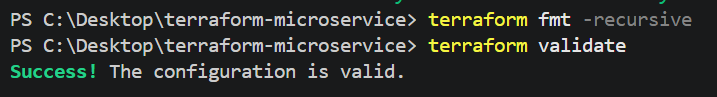 PS C:\Desktop\terraform-microservice> terraform fmt -recursive
PS C:\Desktop\terraform-microservice> terraform validate
Success! The configuration is valid.